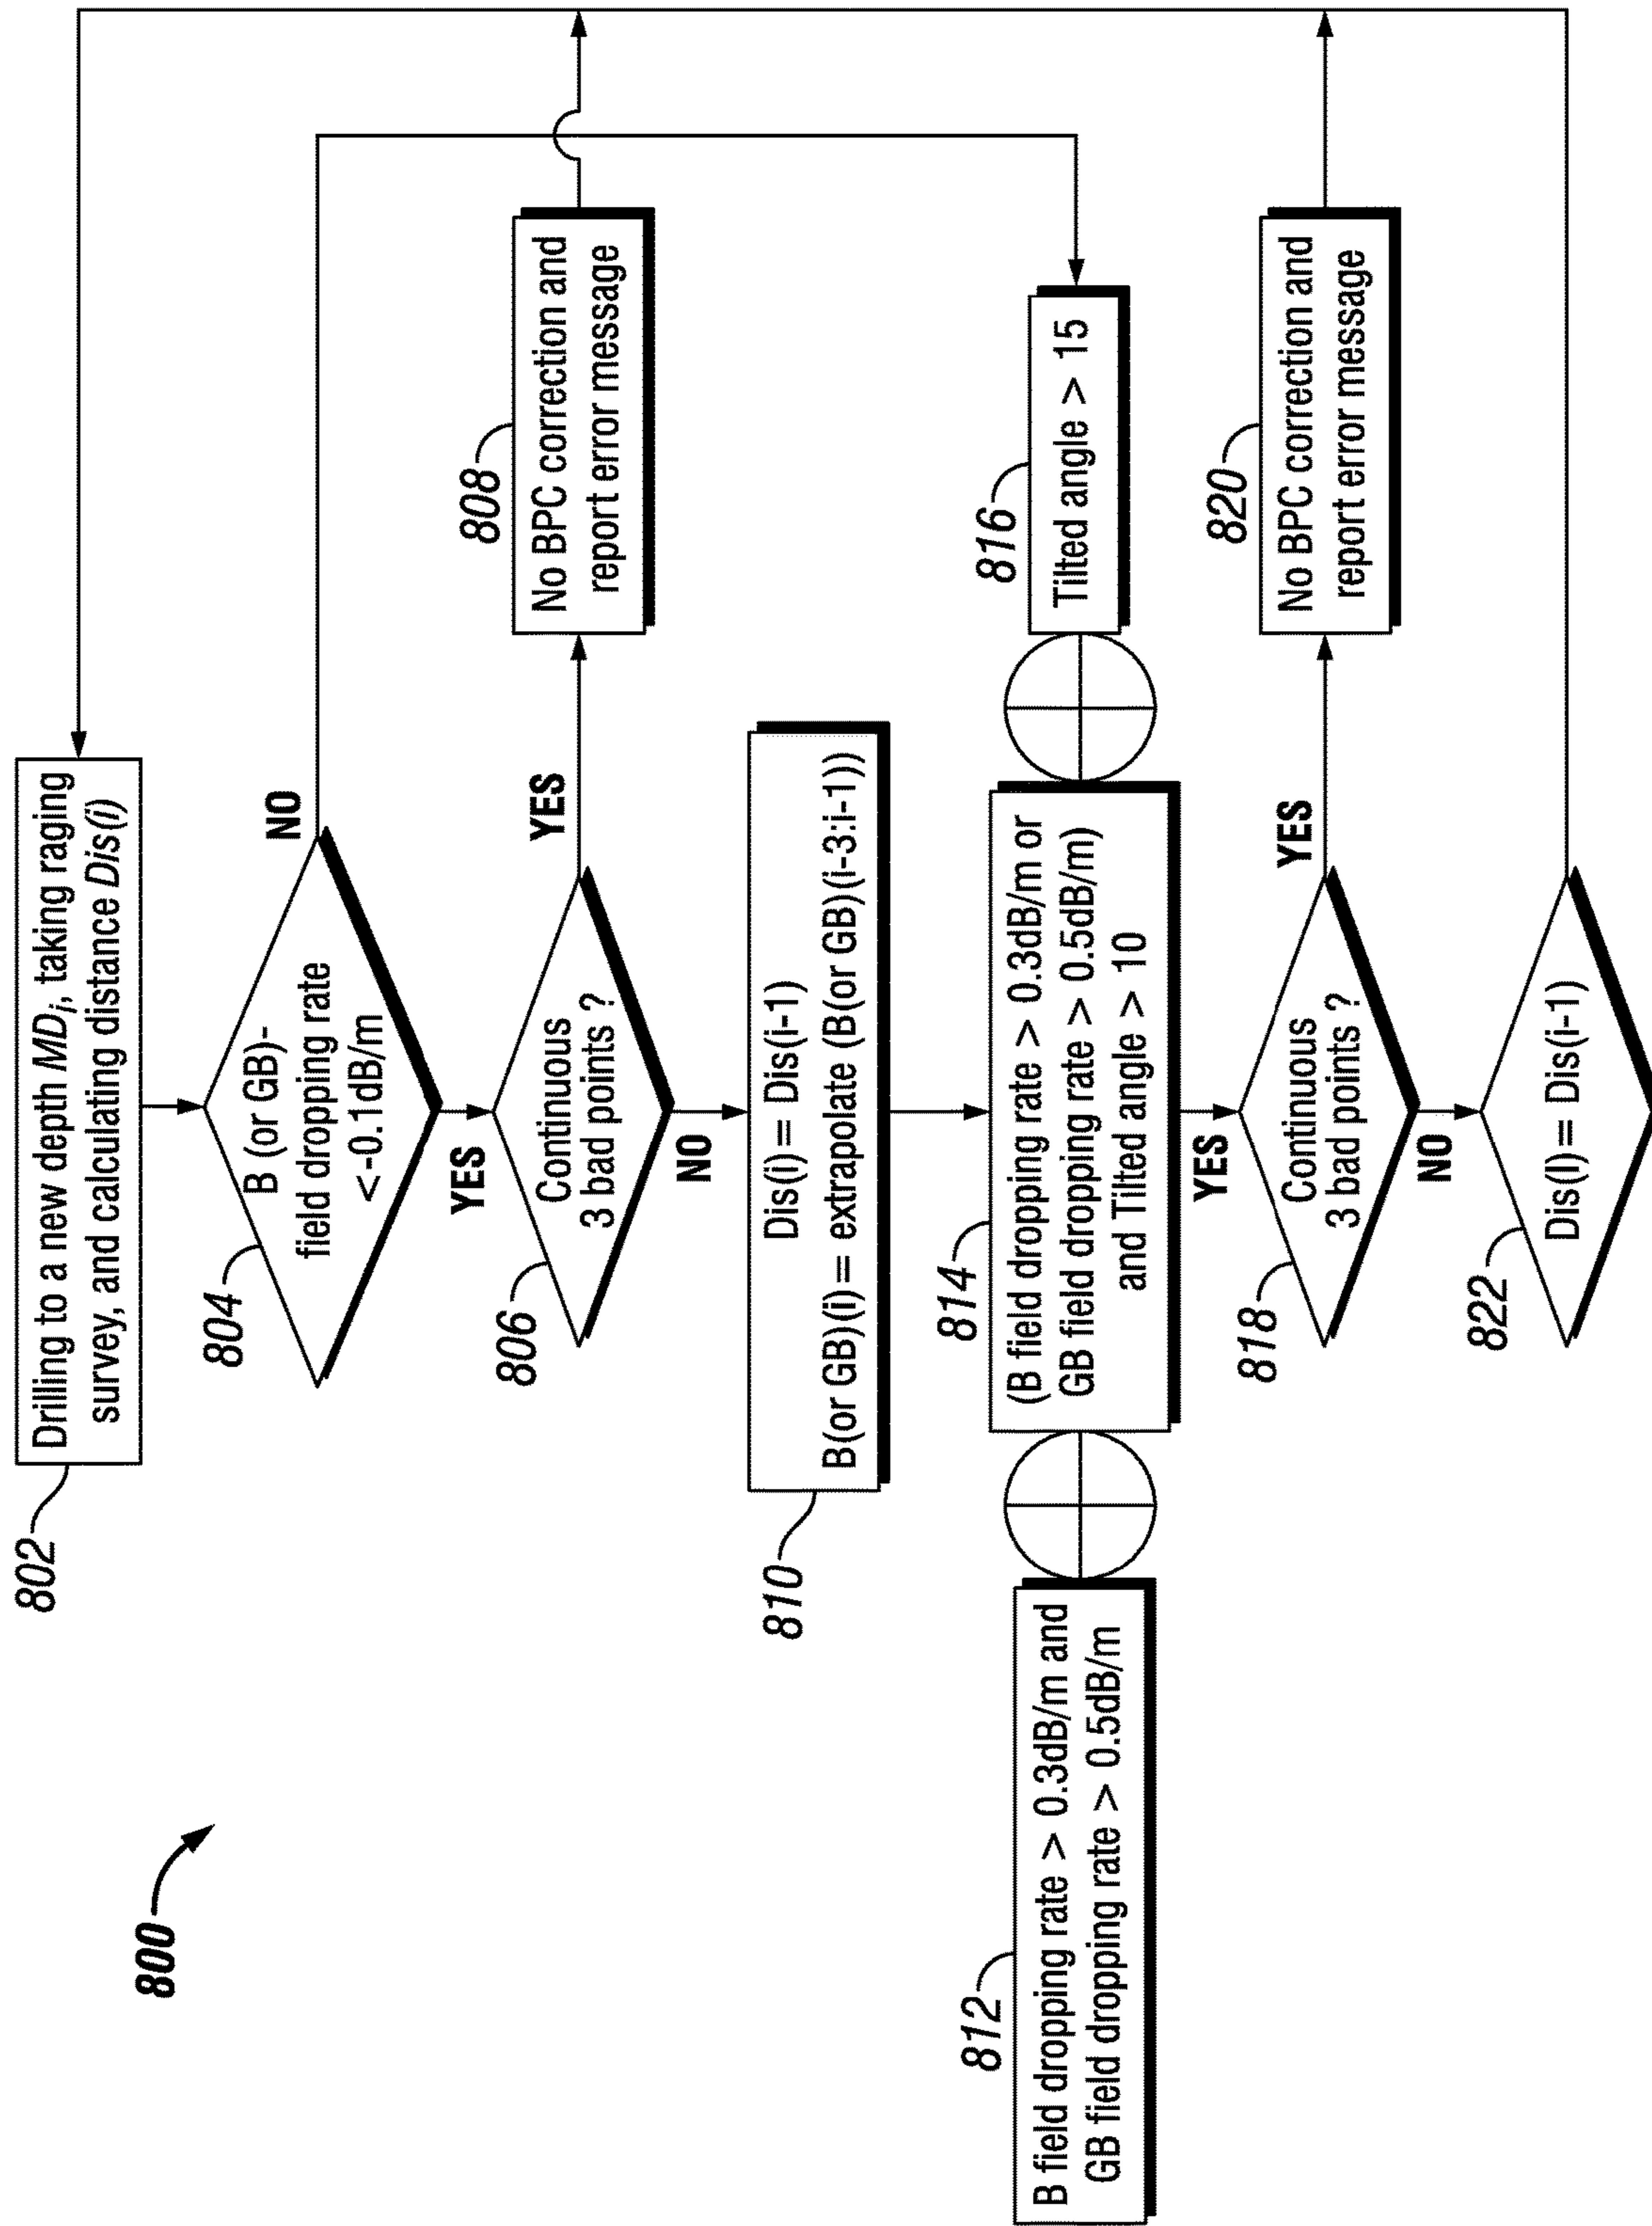 800
802
Drilling to a new depth MDi, taking raging
survey, and calculating distance Dis(i)
804
B (or GB)-
field dropping rate
<-0.1dB/m
NO
YES
806
Continuous
3 bad points ?
YES
NO
808
No BPC correction and
report error message
810
Dis(i)= Dis(i-1)
B(or GB)(i)= extrapolate (B(or GB)(i-3:i-1))
812
B field dropping rate > 0.3dB/m and
GB field dropping rate > 0.5dB/m
814
(B field dropping rate > 0.3dB/m or
GB field dropping rate > 0.5dB/m)
and Tilted angle > 10
816
Tilted angle > 15
YES
818
Continuous
3 bad points ?
YES
NO
820
No BPC correction and
report error message
822
Dis(I)= Dis(i-1)